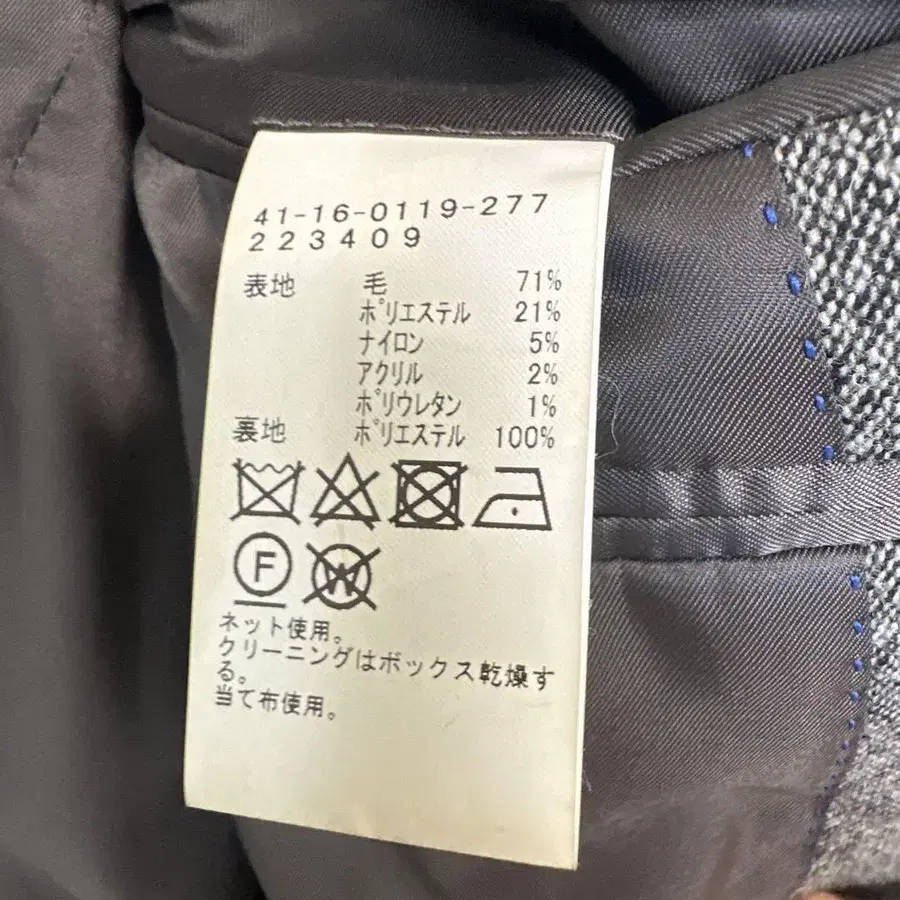 41-16-0119-277
223409
表地 毛 71%
ポリエステル 21%
ナイロン 5%
アクリル 2%
ポリウレタン 1%
裏地 ポリエステル 100%
F W
ネット使用。
クリーニングはボックス乾燥す
る。
当て布使用。